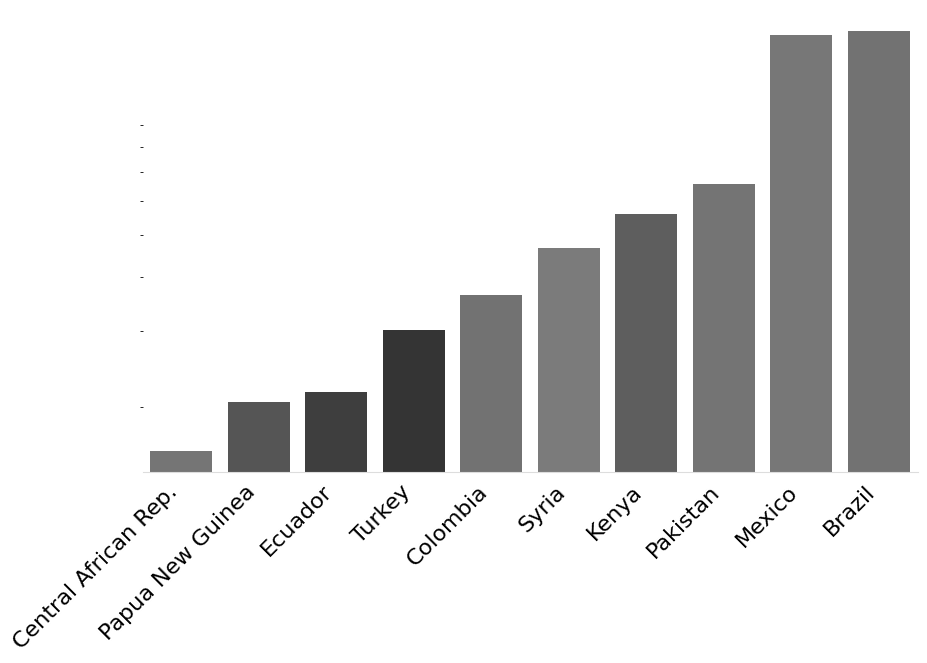 Central African Rep.
Papua New Guinea
Ecuador
Turkey
Colombia
Syria
Kenya
Pakistan
Mexico
Brazil